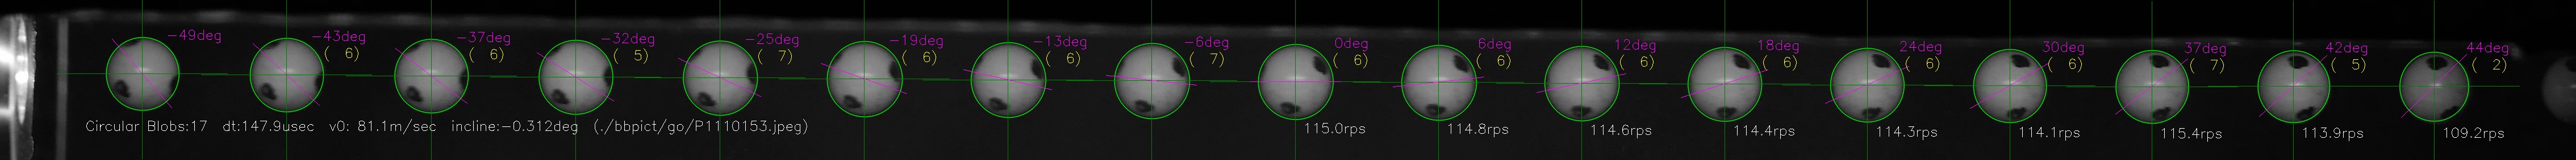 -49deg -43deg -37deg -32deg -25deg -19deg -13deg -6deg 0deg 6deg 12deg 18deg 24deg 30deg 37deg 42deg 44deg
( 6) ( 6) ( 5) ( 7) ( 6) ( 6) ( 7) ( 6) ( 6) ( 6) ( 6) ( 6) ( 6) ( 7) ( 5) ( 2)
Circular Blobs:17 dt:147.9usec v0: 81.1m/sec incline:-0.312deg (./bbpict/go/P1110153.jpeg)
115.0rps 114.8rps 114.6rps 114.4rps 114.3rps 114.1rps 115.4rps 113.9rps 109.2rps